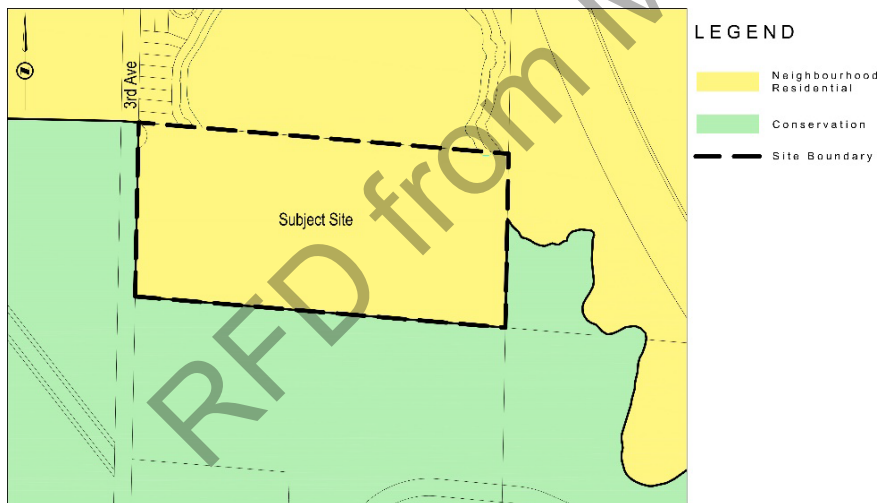 LEGEND
Neighbourhood
Residential
Conservation
Site Boundary
3rd Ave
Subject Site
RFD from M